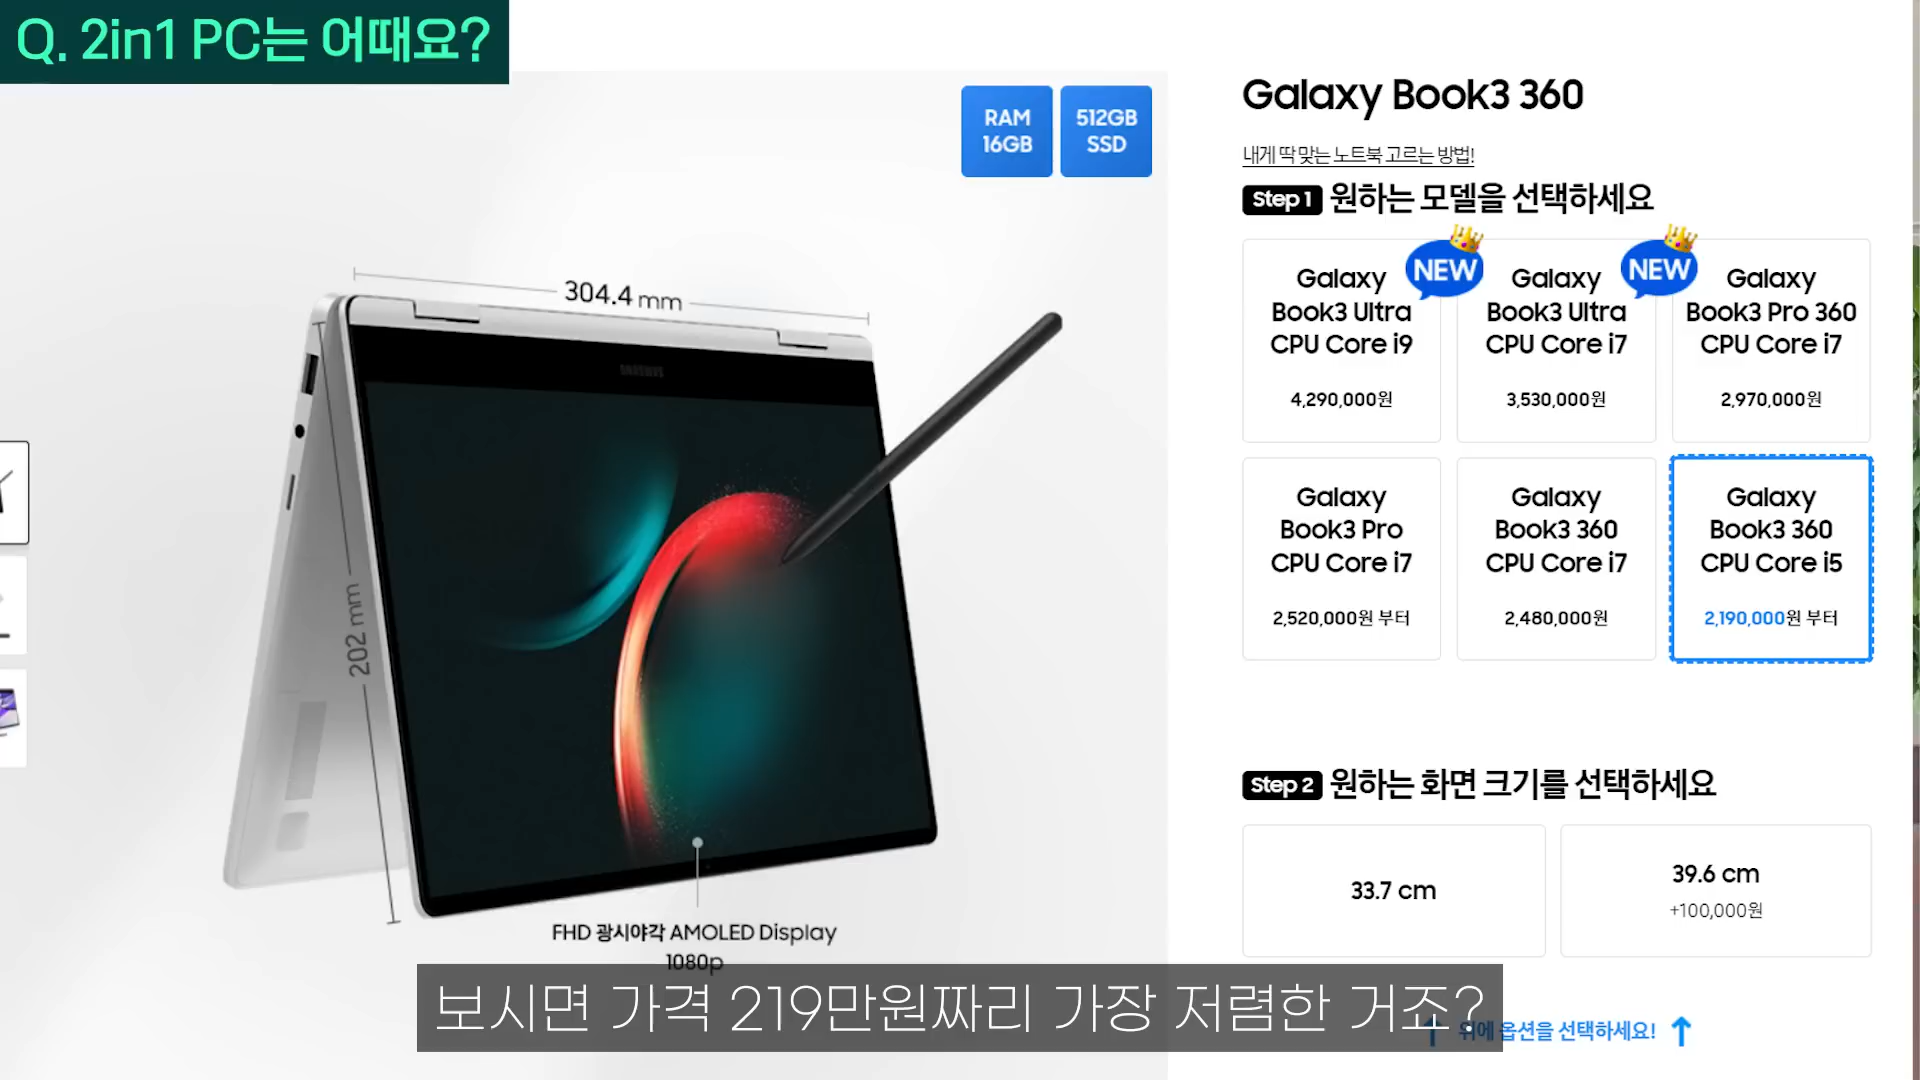 Q. 2in1 PC는 어때요?
RAM
16GB
512GB
SSD
304.4 mm
SAMSUNG
202 mm
FHD 광시야각 AMOLED Display
1080p
Galaxy Book3 360
내게 딱 맞는 노트북 고르는 방법!
Step 1 원하는 모델을 선택하세요
Galaxy
Book3 Ultra
CPU Core i9
4,290,000원
NEW
Galaxy
Book3 Ultra
CPU Core i7
3,530,000원
NEW
Galaxy
Book3 Pro 360
CPU Core i7
2,970,000원
Galaxy
Book3 Pro
CPU Core i7
2,520,000원 부터
Galaxy
Book3 360
CPU Core i7
2,480,000원
Galaxy
Book3 360
CPU Core i5
2,190,000원 부터
Step 2 원하는 화면 크기를 선택하세요
33.7 cm
39.6 cm
+100,000원
위에 옵션을 선택하세요!
보시면 가격 219만원짜리 가장 저렴한 거죠?